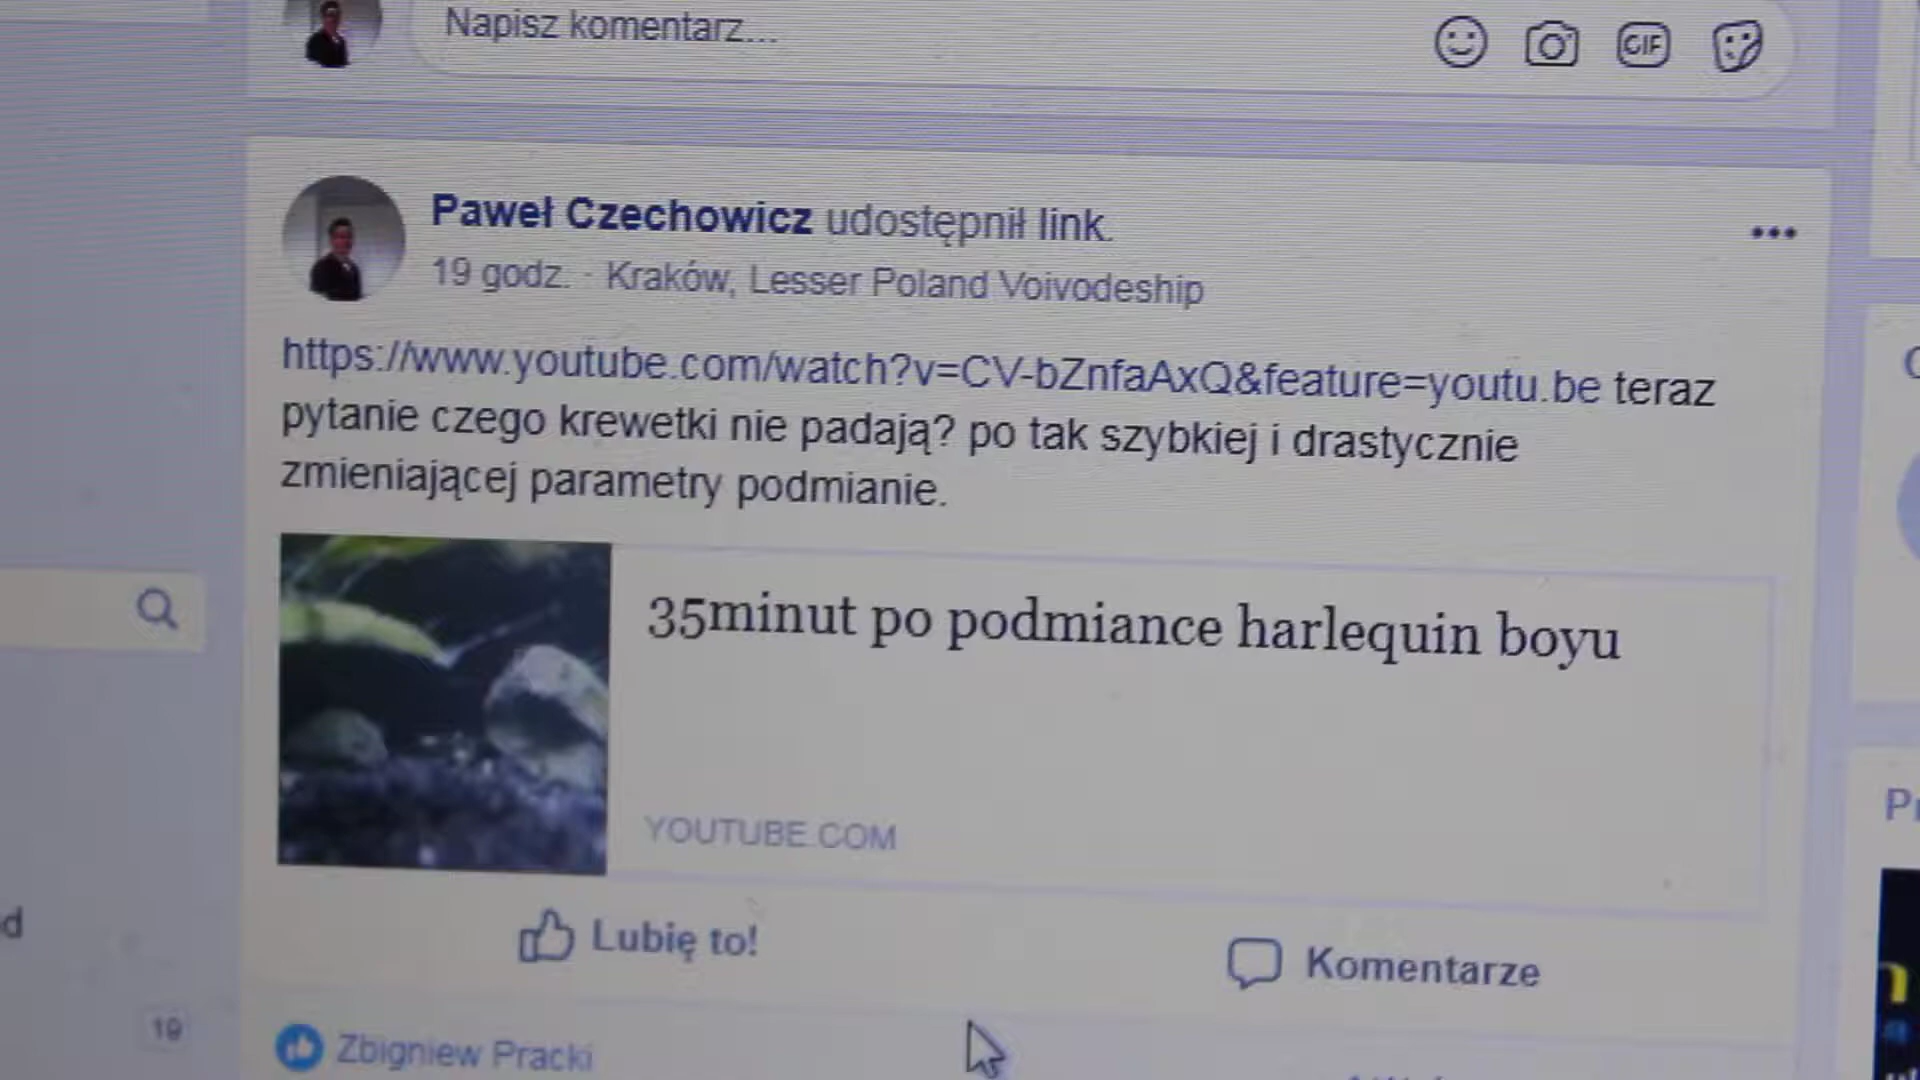 Napisz komentarz...
GIF
Paweł Czechowicz udostępnił link.
19 godz. · Kraków, Lesser Poland Voivodeship
https://www.youtube.com/watch?v=CV-bZnfaAxQ&feature=youtu.be teraz
pytanie czego krewetki nie padają? po tak szybkiej i drastycznie
zmieniającej parametry podmianie.
35minut po podmiance harlequin boyu
YOUTUBE.COM
Lubię to!
Komentarze
d
19
Zbigniew Pracki